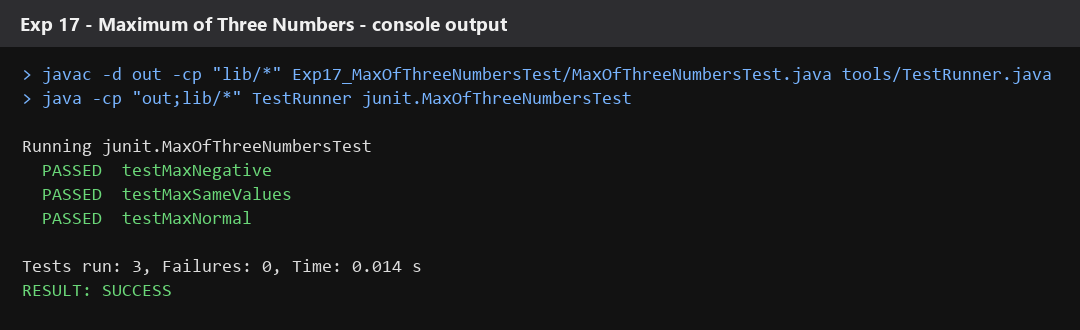 Exp 17 - Maximum of Three Numbers - console output
> javac -d out -cp "lib/*" Exp17_MaxOfThreeNumbersTest/MaxOfThreeNumbersTest.java tools/TestRunner.java
> java -cp "out;lib/*" TestRunner junit.MaxOfThreeNumbersTest
Running junit.MaxOfThreeNumbersTest
PASSED  testMaxNegative
PASSED  testMaxSameValues
PASSED  testMaxNormal
Tests run: 3, Failures: 0, Time: 0.014 s
RESULT: SUCCESS